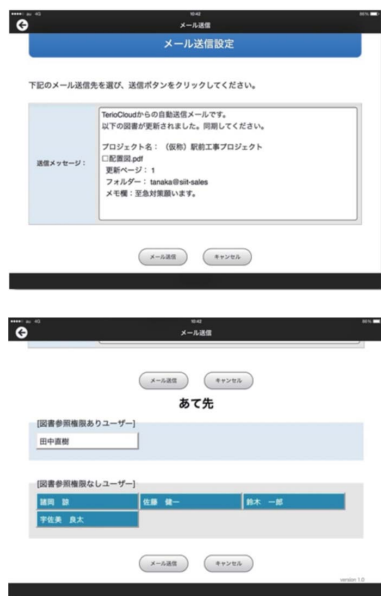 au 4G 10:42
メール送信
メール送信設定
下記のメール送信先を選び、送信ボタンをクリックしてください。
送信メッセージ：
TerioCloudからの自動送信メールです。
以下の図書が更新されました。同期してください。
プロジェクト名： （仮称）駅前工事プロジェクト
□配置図.pdf
更新ページ：1
フォルダー： tanaka@siit-sales
メモ欄：至急対策願います。
メール送信 キャンセル
au 4G 10:43
メール送信
メール送信 キャンセル
あて先
[図書参照権限ありユーザー]
田中直樹
[図書参照権限なしユーザー]
諸岡 諒 佐藤 健一 鈴木 一郎
宇佐美 良太
メール送信 キャンセル
version 1.0